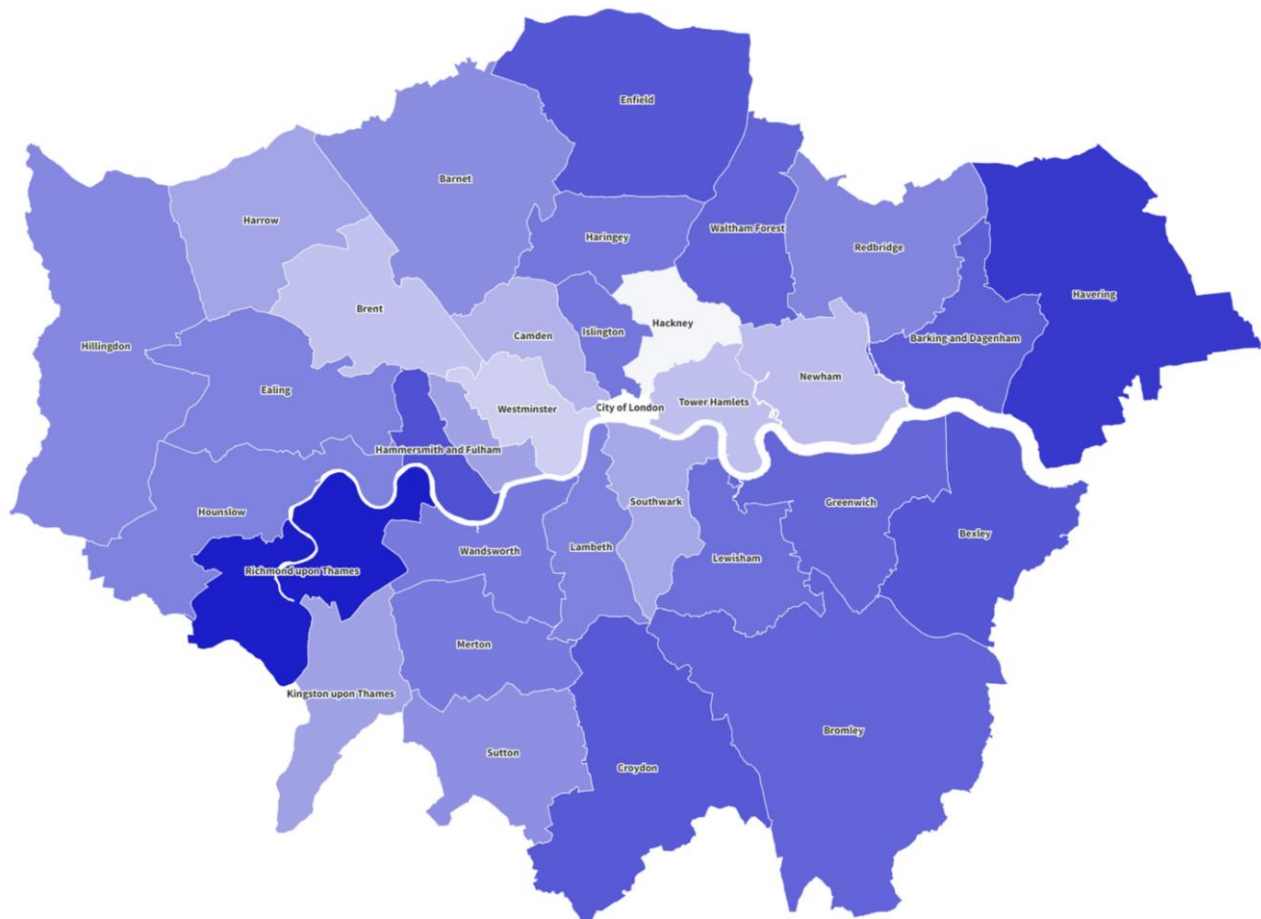 Enfield
Barnet
Harrow
Haringey
Waltham Forest
Redbridge
Havering
Brent
Hillingdon
Camden
Islington
Hackney
Barking and Dagenham
Ealing
Newham
Westminster
City of London
Tower Hamlets
Hammersmith and Fulham
Hounslow
Southwark
Greenwich
Bexley
Richmond upon Thames
Wandsworth
Lambeth
Lewisham
Merton
Kingston upon Thames
Bromley
Sutton
Croydon